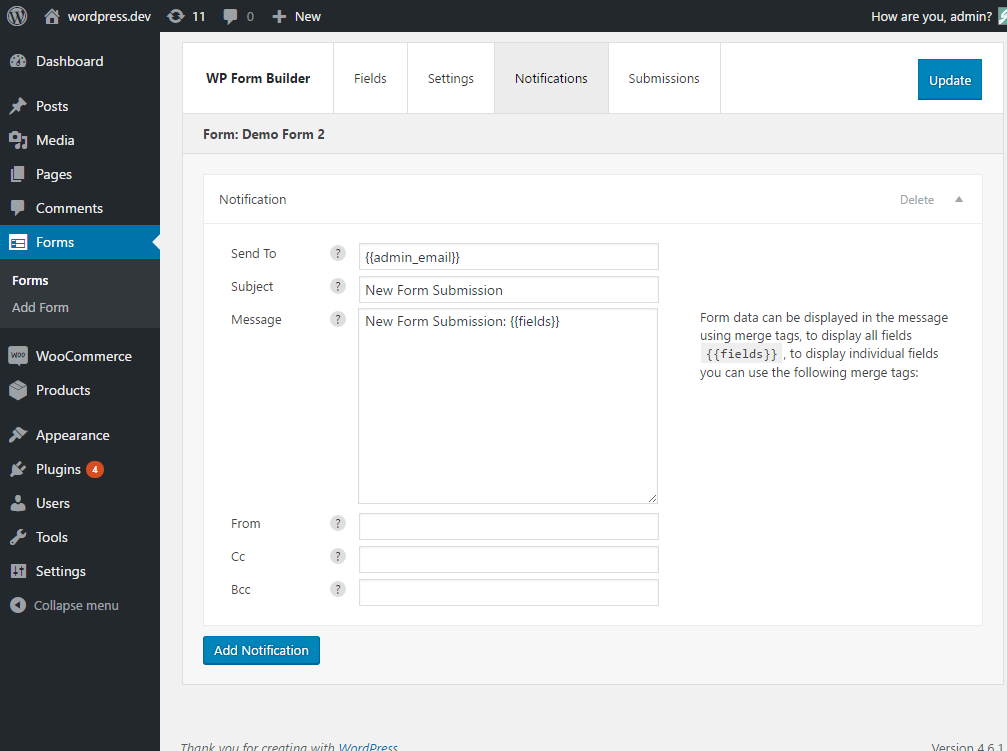 wordpress.dev 11 0 New How are you, admin?
Dashboard
Posts
Media
Pages
Comments
Forms
Forms
Add Form
WOO WooCommerce
Products
Appearance
Plugins 4
Users
Tools
Settings
Collapse menu
WP Form Builder Fields Settings Notifications Submissions Update
Form: Demo Form 2
Notification Delete
Send To ? {{admin_email}}
Subject ? New Form Submission
Message ? New Form Submission: {{fields}}
Form data can be displayed in the message
using merge tags, to display all fields
{{fields}} , to display individual fields
you can use the following merge tags:
From ?
Cc ?
Bcc ?
Add Notification
Thank you for creating with WordPress Version 4.6.1